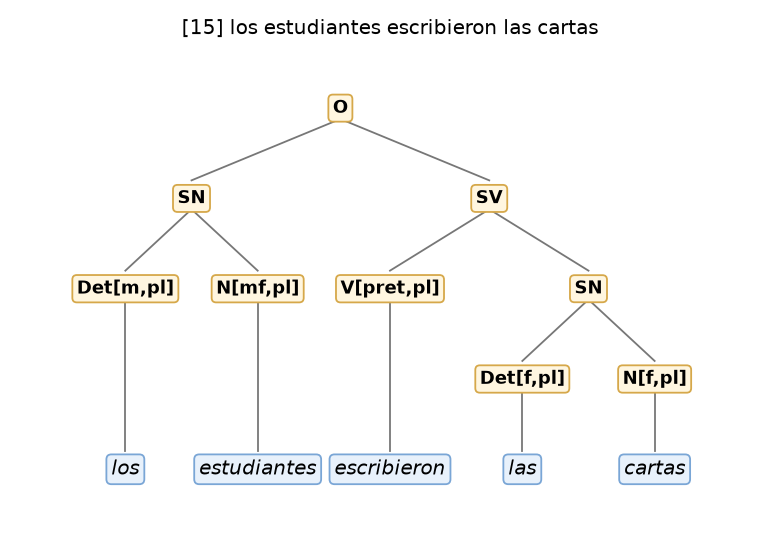 [15] los estudiantes escribieron las cartas
O
SN SV
Det[m,pl] N[mf,pl] V[pret,pl] SN
Det[f,pl] N[f,pl]
los estudiantes escribieron las cartas